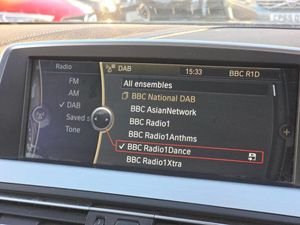 Radio
DAB
15:33
BBC R1D
FM
AM
DAB
Saved s
Tone
All ensembles
BBC National DAB
BBC AsianNetwork
BBC Radio1
BBC Radio1Anthms
BBC Radio1Dance
BBC Radio1Xtra